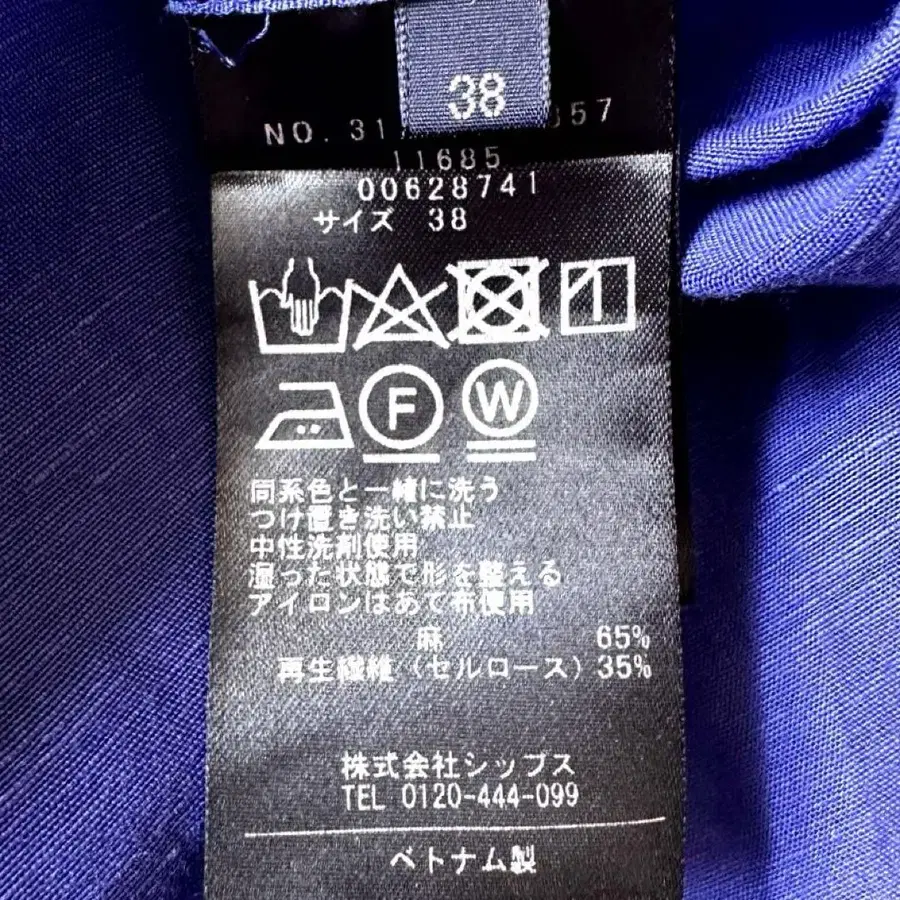 38
NO. 31 857
11685
00628741
サイズ 38
F W
同系色と一緒に洗う
つけ置き洗い禁止
中性洗剤使用
湿った状態で形を整える
アイロンはあて布使用
麻 65%
再生繊維(セルロース)35%
株式会社シップス
TEL 0120-444-099
ベトナム製